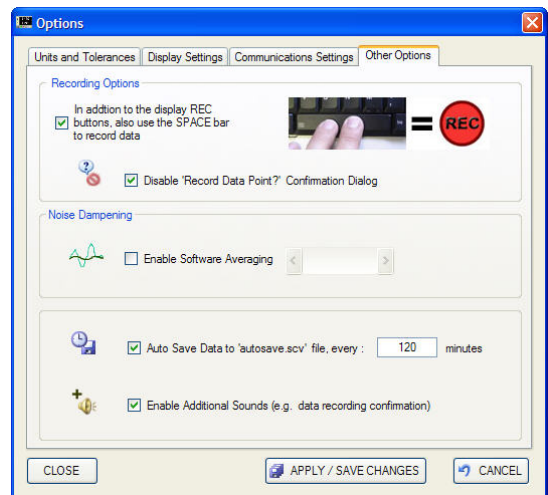 Options
Units and Tolerances
Display Settings
Communications Settings
Other Options
Recording Options
In addtion to the display REC
buttons, also use the SPACE bar
to record data
= REC
Disable 'Record Data Point?' Confirmation Dialog
Noise Dampening
Enable Software Averaging
Auto Save Data to 'autosave.scv' file, every : 120 minutes
Enable Additional Sounds (e.g. data recording confirmation)
CLOSE
APPLY / SAVE CHANGES
CANCEL